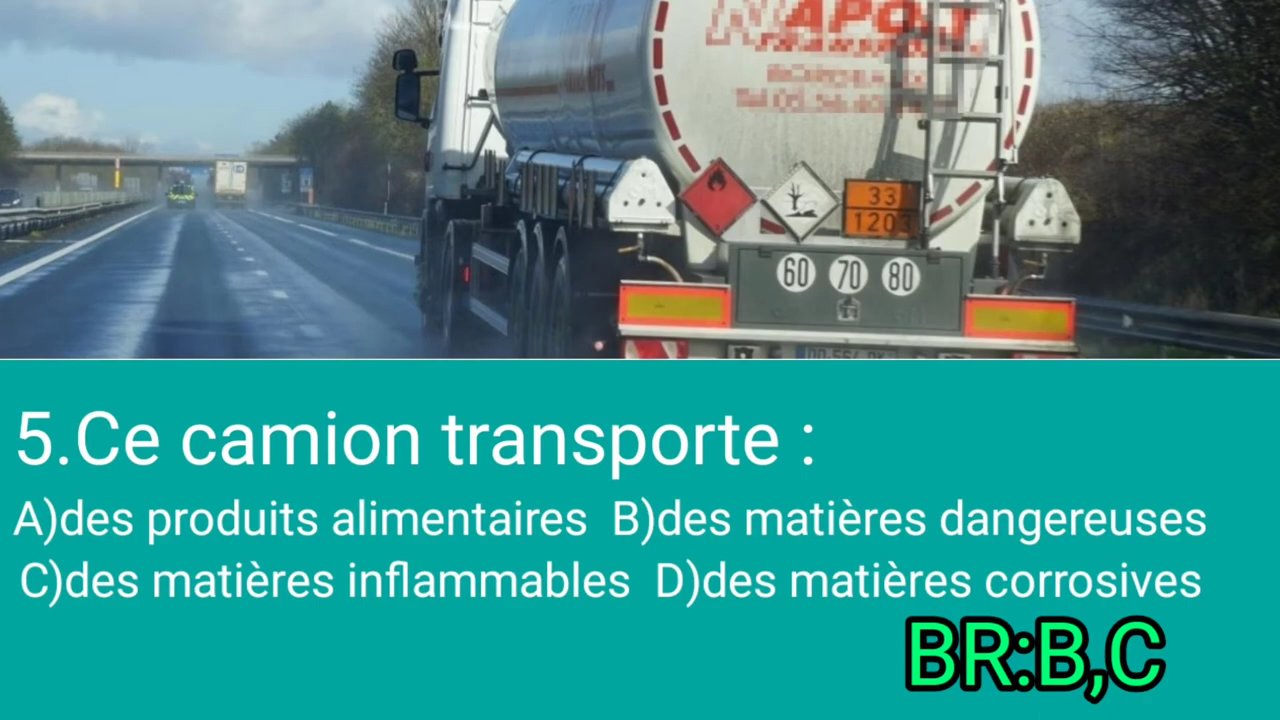 33
1203
60 70 80
5.Ce camion transporte :
A)des produits alimentaires B)des matières dangereuses
C)des matières inflammables D)des matières corrosives
BR:B,C